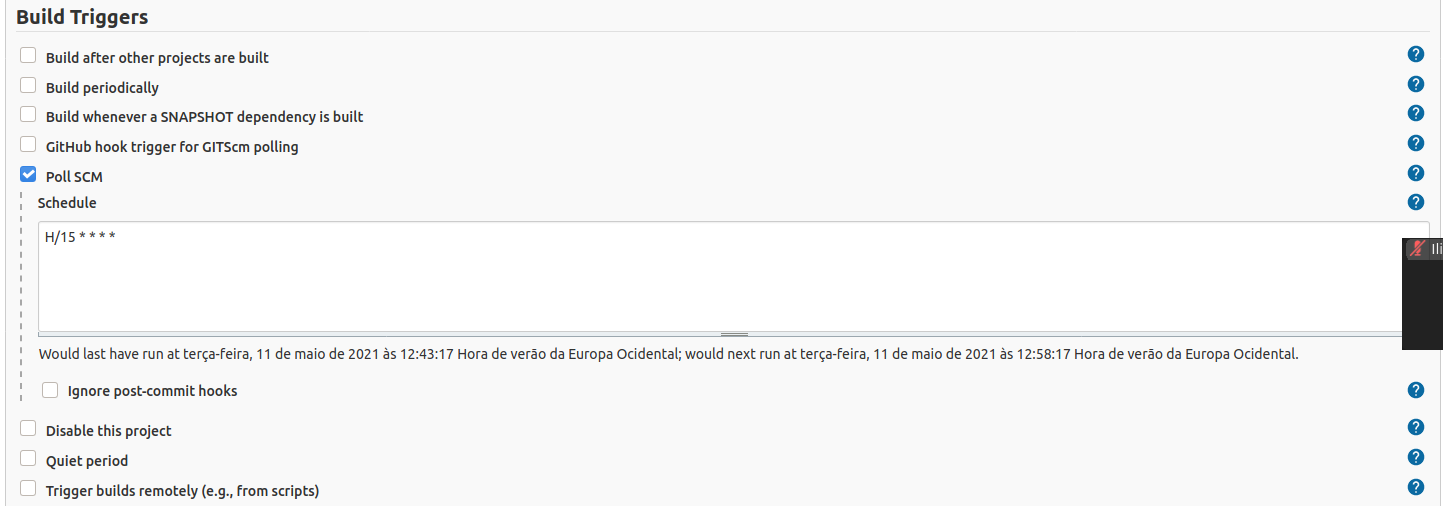 Build Triggers
Build after other projects are built
Build periodically
Build whenever a SNAPSHOT dependency is built
GitHub hook trigger for GITScm polling
Poll SCM
Schedule
H/15 * * * *
Would last have run at terça-feira, 11 de maio de 2021 às 12:43:17 Hora de verão da Europa Ocidental; would next run at terça-feira, 11 de maio de 2021 às 12:58:17 Hora de verão da Europa Ocidental.
Ignore post-commit hooks
Disable this project
Quiet period
Trigger builds remotely (e.g., from scripts)